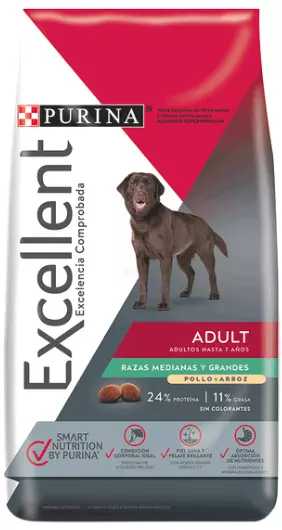 PURINA
Excellent
Excelencia Comprobada
ADULT
ADULTOS HASTA 7 AÑOS
RAZAS MEDIANAS Y GRANDES
POLLO Y ARROZ
24% PROTEÍNA
11% GRASA
SIN COLORANTES
SMART
NUTRITION
BY PURINA
CONDICIÓN
CORPORAL IDEAL
PIEL SANA Y
PELAJE BRILLANTE
ÓPTIMA
ABSORCIÓN
DE NUTRIENTES